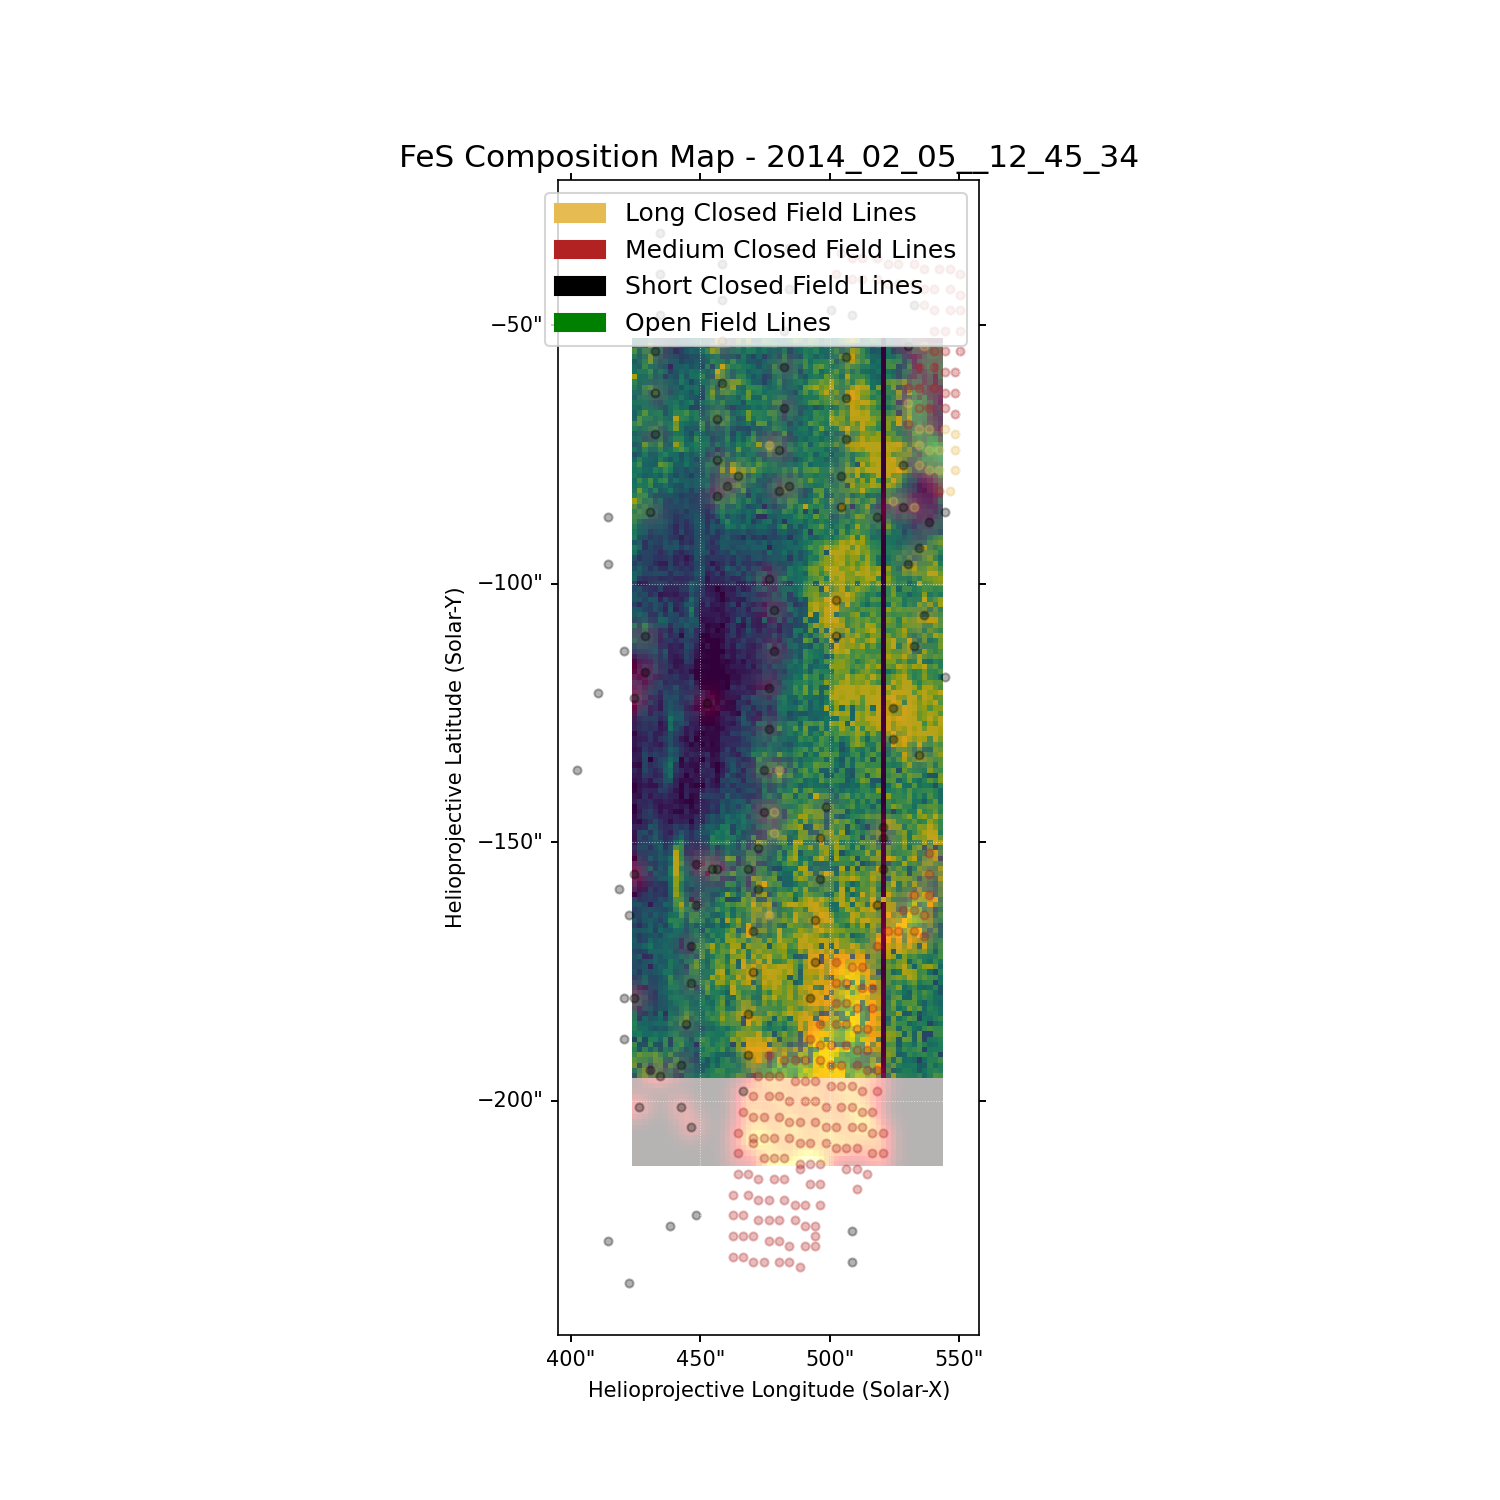 FeS Composition Map - 2014_02_05__12_45_34
Long Closed Field Lines
Medium Closed Field Lines
Short Closed Field Lines
Open Field Lines
−50"
−100"
−150"
−200"
Helioprojective Latitude (Solar-Y)
400" 450" 500" 550"
Helioprojective Longitude (Solar-X)